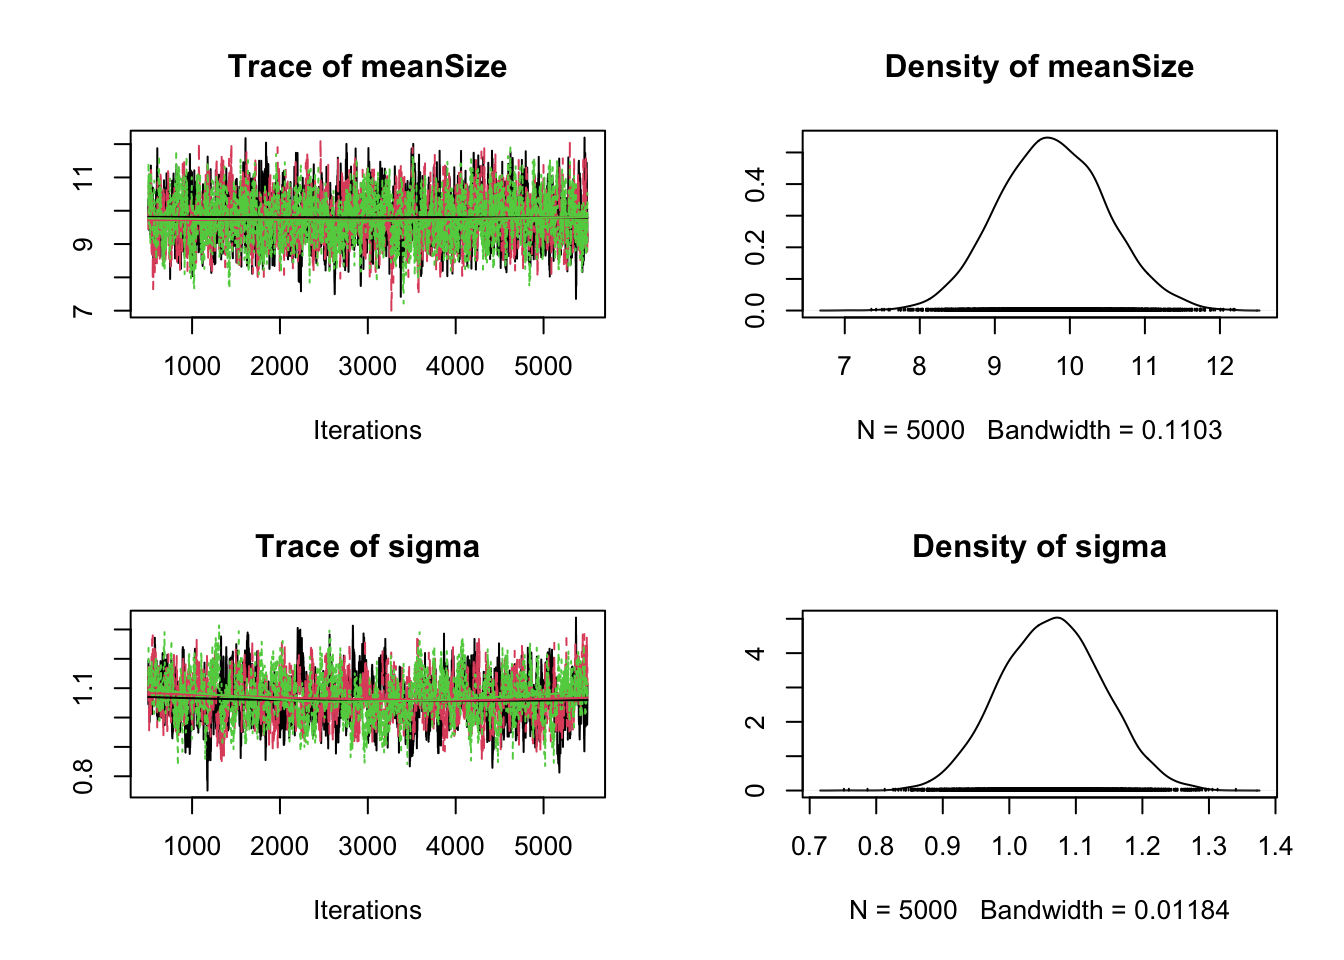 Trace of meanSize
7 9 11
1000 2000 3000 4000 5000
Iterations
Density of meanSize
0.0 0.2 0.4
7 8 9 10 11 12
N = 5000 Bandwidth = 0.1103
Trace of sigma
0.8 1.1
1000 2000 3000 4000 5000
Iterations
Density of sigma
0 2 4
0.7 0.8 0.9 1.0 1.1 1.2 1.3 1.4
N = 5000 Bandwidth = 0.01184